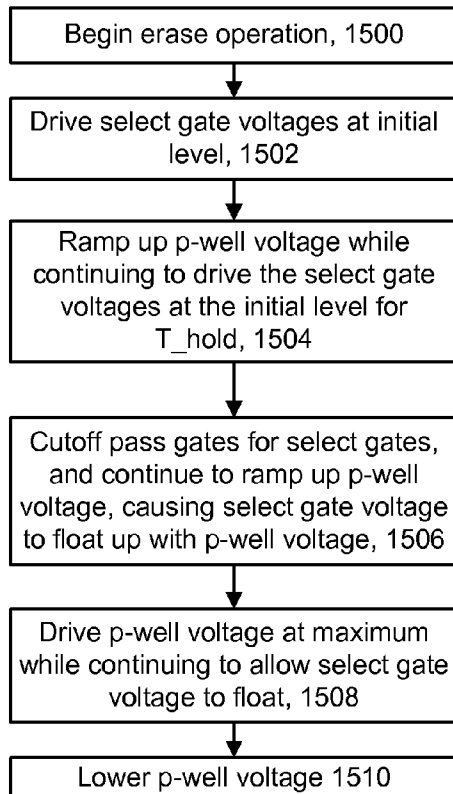 Begin erase operation, 1500
Drive select gate voltages at initial
level, 1502
Ramp up p-well voltage while
continuing to drive the select gate
voltages at the initial level for
T_hold, 1504
Cutoff pass gates for select gates,
and continue to ramp up p-well
voltage, causing select gate voltage
to float up with p-well voltage, 1506
Drive p-well voltage at maximum
while continuing to allow select gate
voltage to float, 1508
Lower p-well voltage 1510